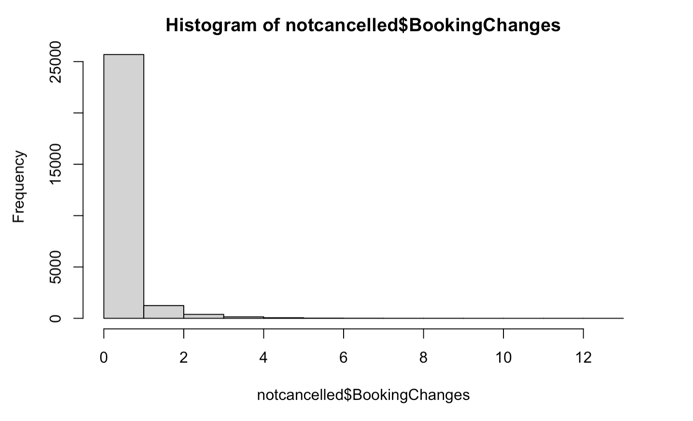 Histogram of notcancelled$BookingChanges
Frequency
25000
15000
5000
0
0 2 4 6 8 10 12
notcancelled$BookingChanges